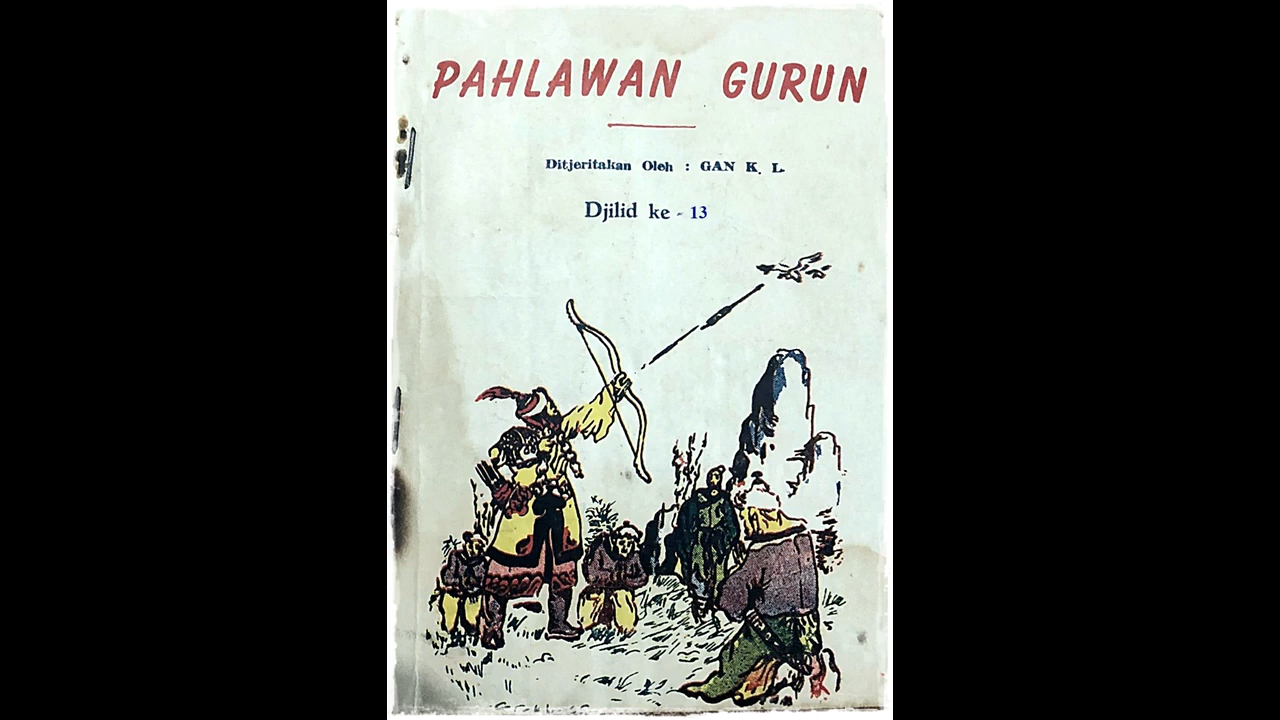 PAHLAWAN GURUN
Ditjeritakan Oleh : GAN K. L.
Djilid ke - 13